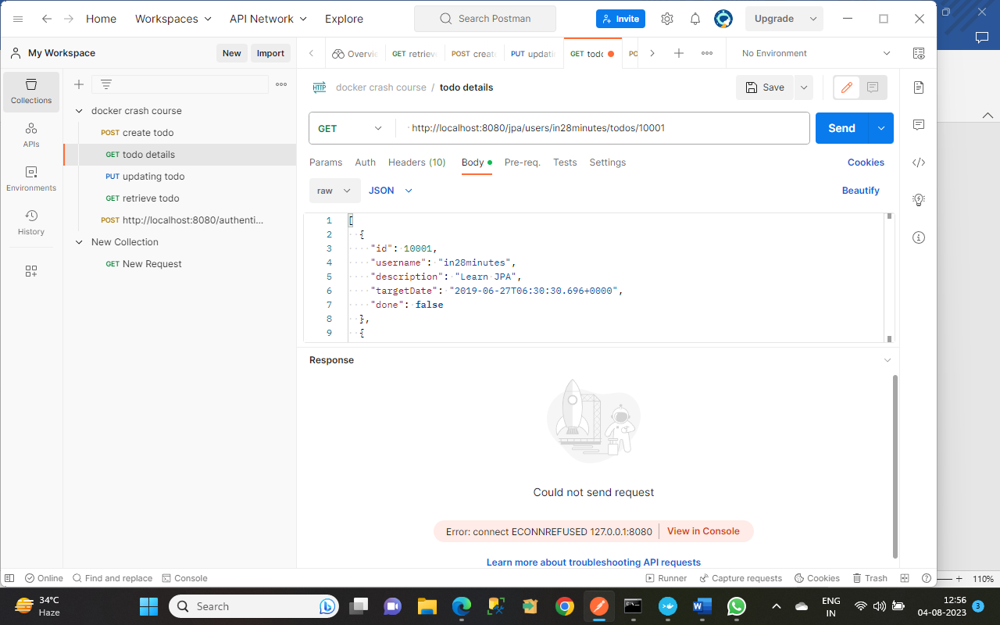 Home Workspaces API Network Explore Search Postman Invite Upgrade
My Workspace New Import Overvi GET retriev POST create PUT updatin GET todo PO No Environment
Collections
APIs
Environments
History
docker crash course
POST create todo
GET todo details
PUT updating todo
GET retrieve todo
POST http://localhost:8080/authenti...
New Collection
GET New Request
HTTP docker crash course / todo details Save
GET http://localhost:8080/jpa/users/in28minutes/todos/10001 Send
Params Auth Headers (10) Body Pre-req. Tests Settings Cookies
raw JSON Beautify
1 [
2 {
3 "id": 10001,
4 "username": "in28minutes",
5 "description": "Learn JPA",
6 "targetDate": "2019-06-27T06:30:30.696+0000",
7 "done": false
8 },
9 {
Response
Could not send request
Error: connect ECONNREFUSED 127.0.0.1:8080 View in Console
Learn more about troubleshooting API requests
Online Find and replace Console Runner Capture requests Cookies Trash
110%
34°C
Haze
Search
ENG
IN
12:56
04-08-2023
3